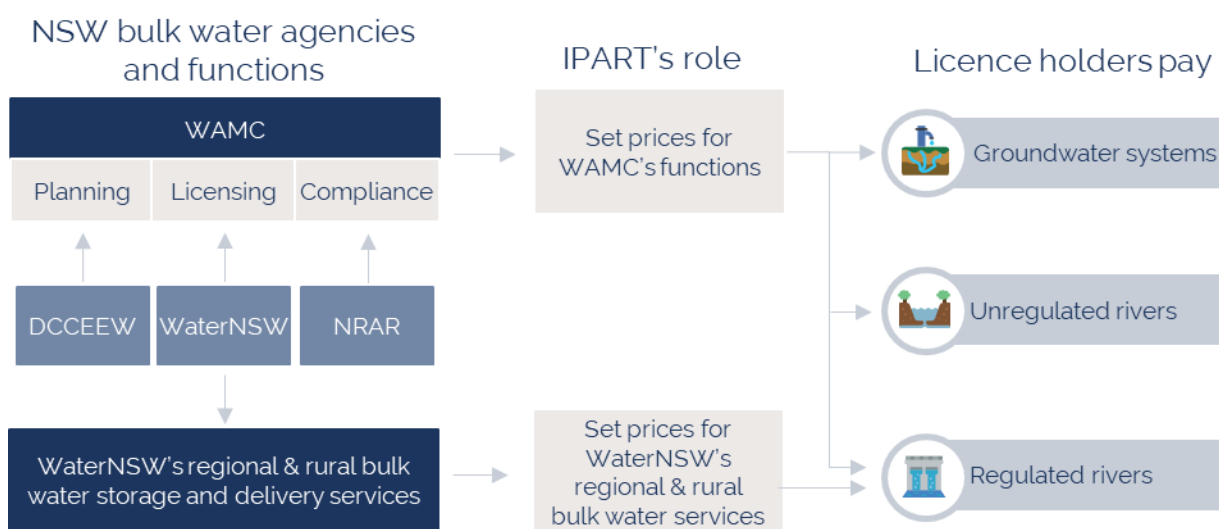 NSW bulk water agencies
and functions
IPART's role
Licence holders pay
WAMC
Planning
Licensing
Compliance
DCCEEW
WaterNSW
NRAR
WaterNSW's regional & rural bulk
water storage and delivery services
Set prices for
WAMC's functions
Set prices for
WaterNSW's
regional & rural
bulk water services
Groundwater systems
Unregulated rivers
Regulated rivers